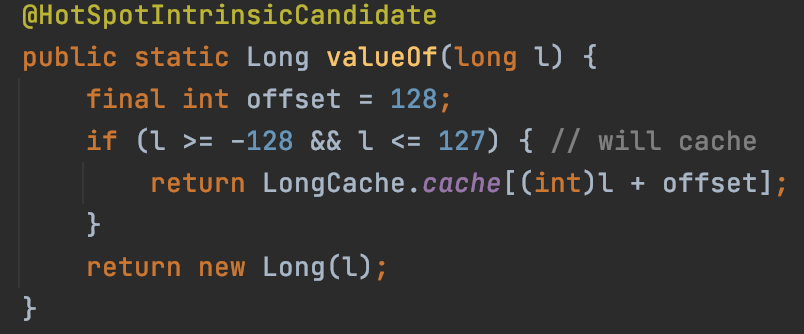 @HotSpotIntrinsicCandidate
public static Long valueOf(long l) {
    final int offset = 128;
    if (l >= -128 && l <= 127) { // will cache
        return LongCache.cache[(int)l + offset];
    }
    return new Long(l);
}